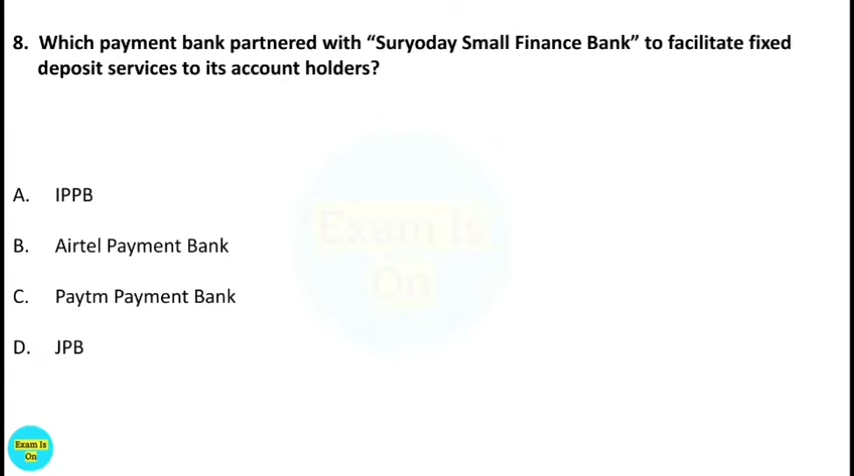 8. Which payment bank partnered with “Suryoday Small Finance Bank” to facilitate fixed
deposit services to its account holders?
A. IPPB
Exam Is
B. Airtel Payment Bank
On
C. Paytm Payment Bank
D. JPB
Exam Is
On